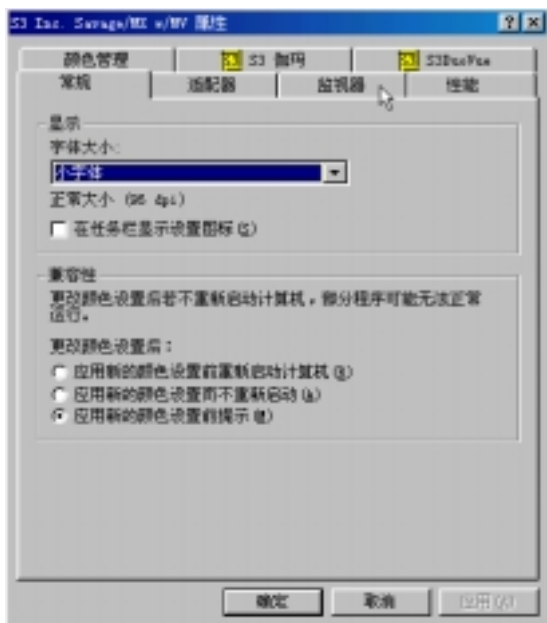 S3 Inc. Savage/MX w/MV 属性
颜色管理
S3 伽玛
S3DuoVue
常规
适配器
监视器
性能
显示
字体大小:
小字体
正常大小 (96 dpi)
在任务栏显示设置图标(S)
兼容性
更改颜色设置后若不重新启动计算机，部分程序可能无法正常
运行。
更改颜色设置后：
应用新的颜色设置前重新启动计算机(R)
应用新的颜色设置而不重新启动(A)
应用新的颜色设置前提示(M)
确定
取消
应用(A)